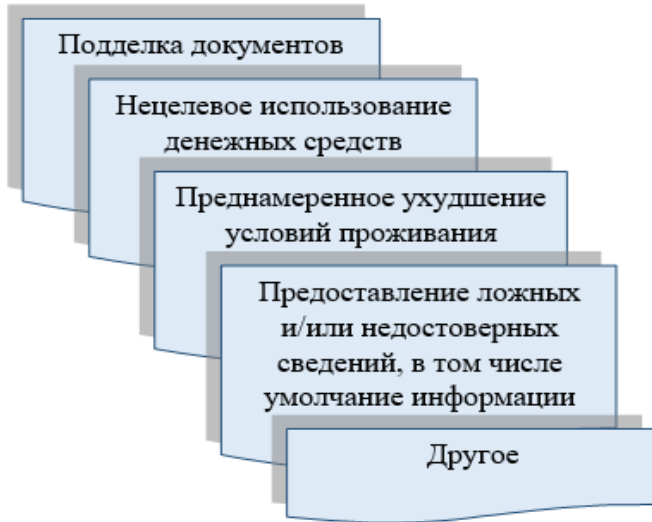 Подделка документов
Нецелевое использование
денежных средств
Преднамеренное ухудшение
условий проживания
Предоставление ложных
и/или недостоверных
сведений, в том числе
умолчание информации
Другое